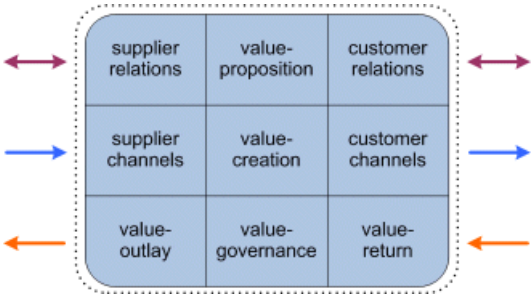 supplier
relations
value-
proposition
customer
relations
supplier
channels
value-
creation
customer
channels
value-
outlay
value-
governance
value-
return